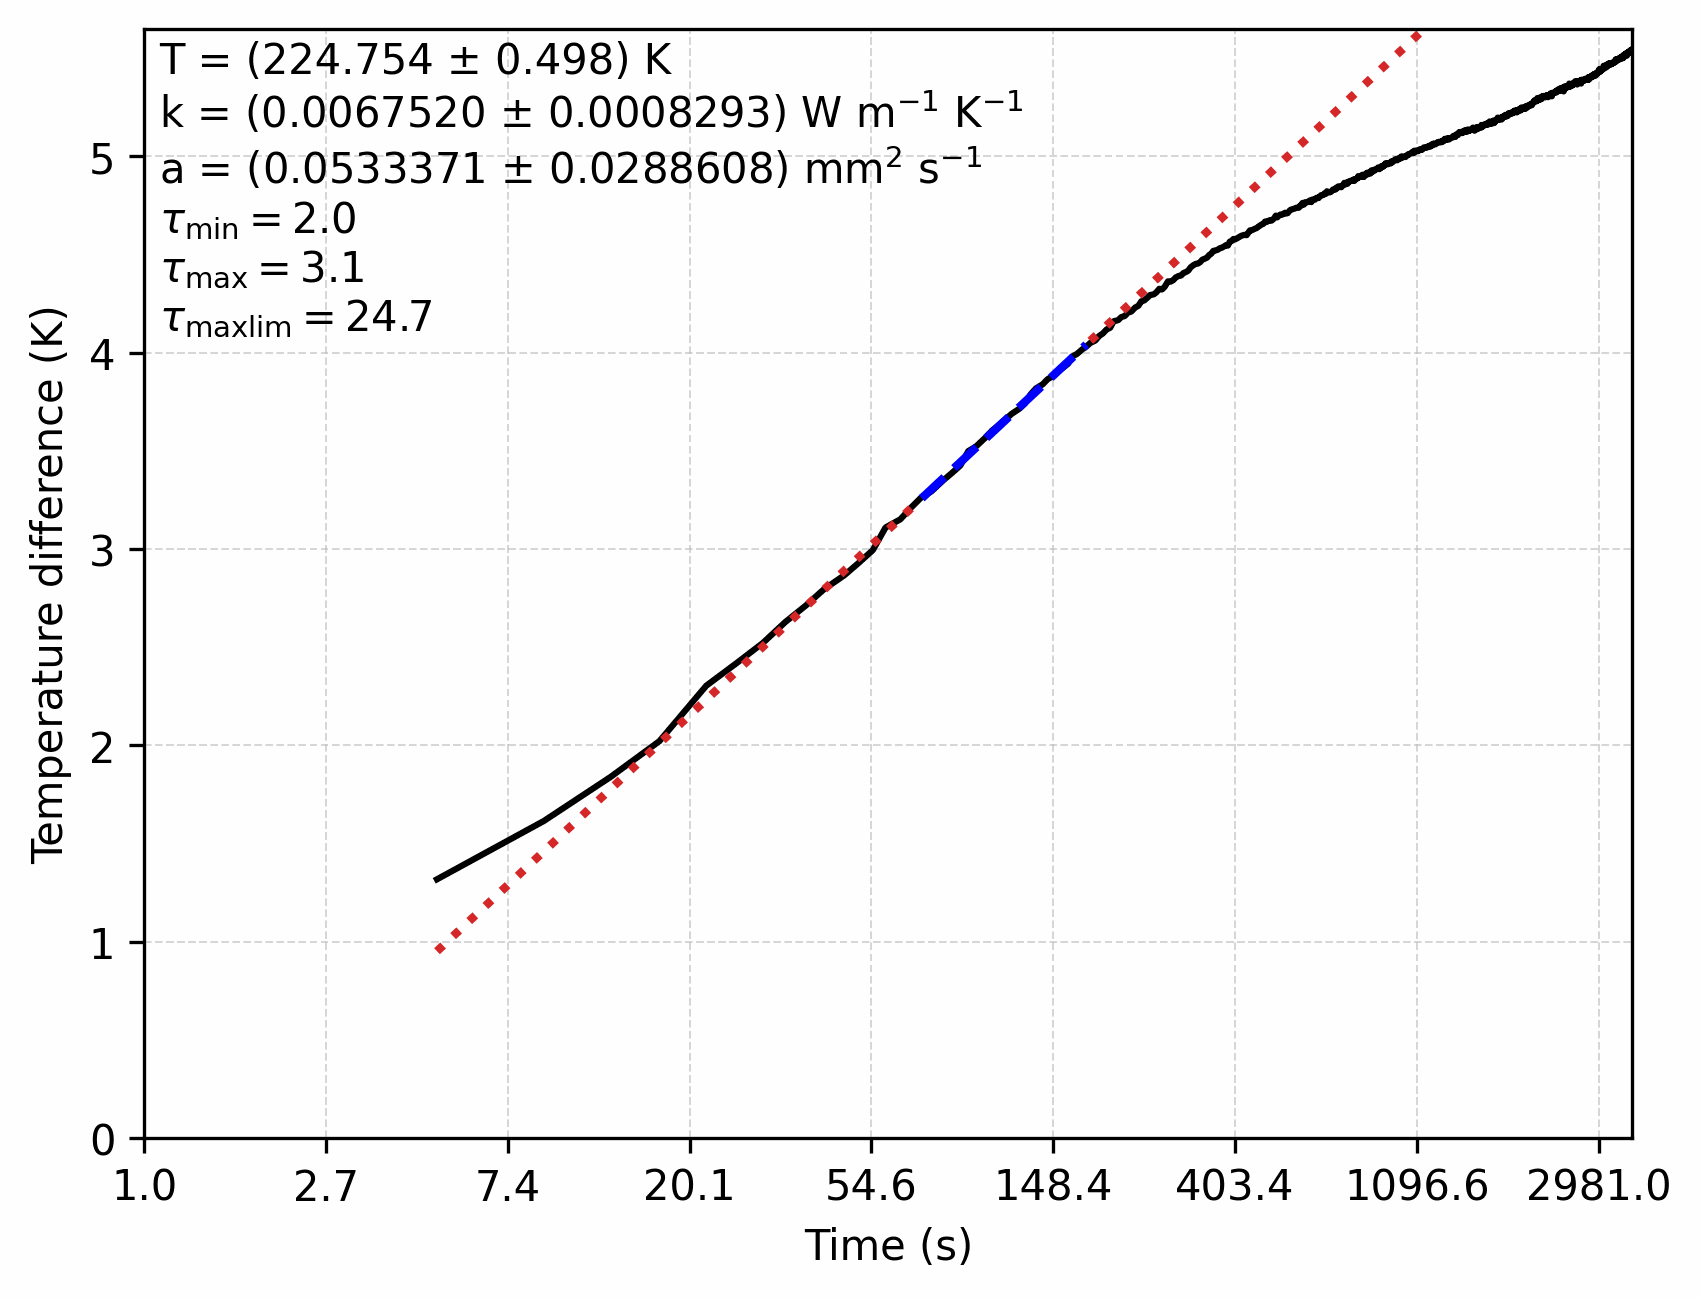 T = (224.754 ± 0.498) K
k = (0.0067520 ± 0.0008293) W m⁻¹ K⁻¹
a = (0.0533371 ± 0.0288608) mm² s⁻¹
τmin = 2.0
τmax = 3.1
τmaxlim = 24.7
Temperature difference (K)
5
4
3
2
1
0
1.0 2.7 7.4 20.1 54.6 148.4 403.4 1096.6 2981.0
Time (s)